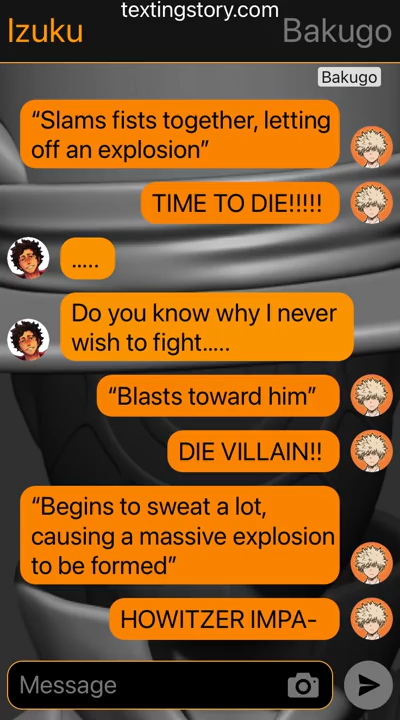 textingstory.com
Izuku
Bakugo
Bakugo
“Slams fists together, letting
off an explosion”
TIME TO DIE!!!!!
.....
Do you know why I never
wish to fight.....
“Blasts toward him”
DIE VILLAIN!!
“Begins to sweat a lot,
causing a massive explosion
to be formed”
HOWITZER IMPA-
Message